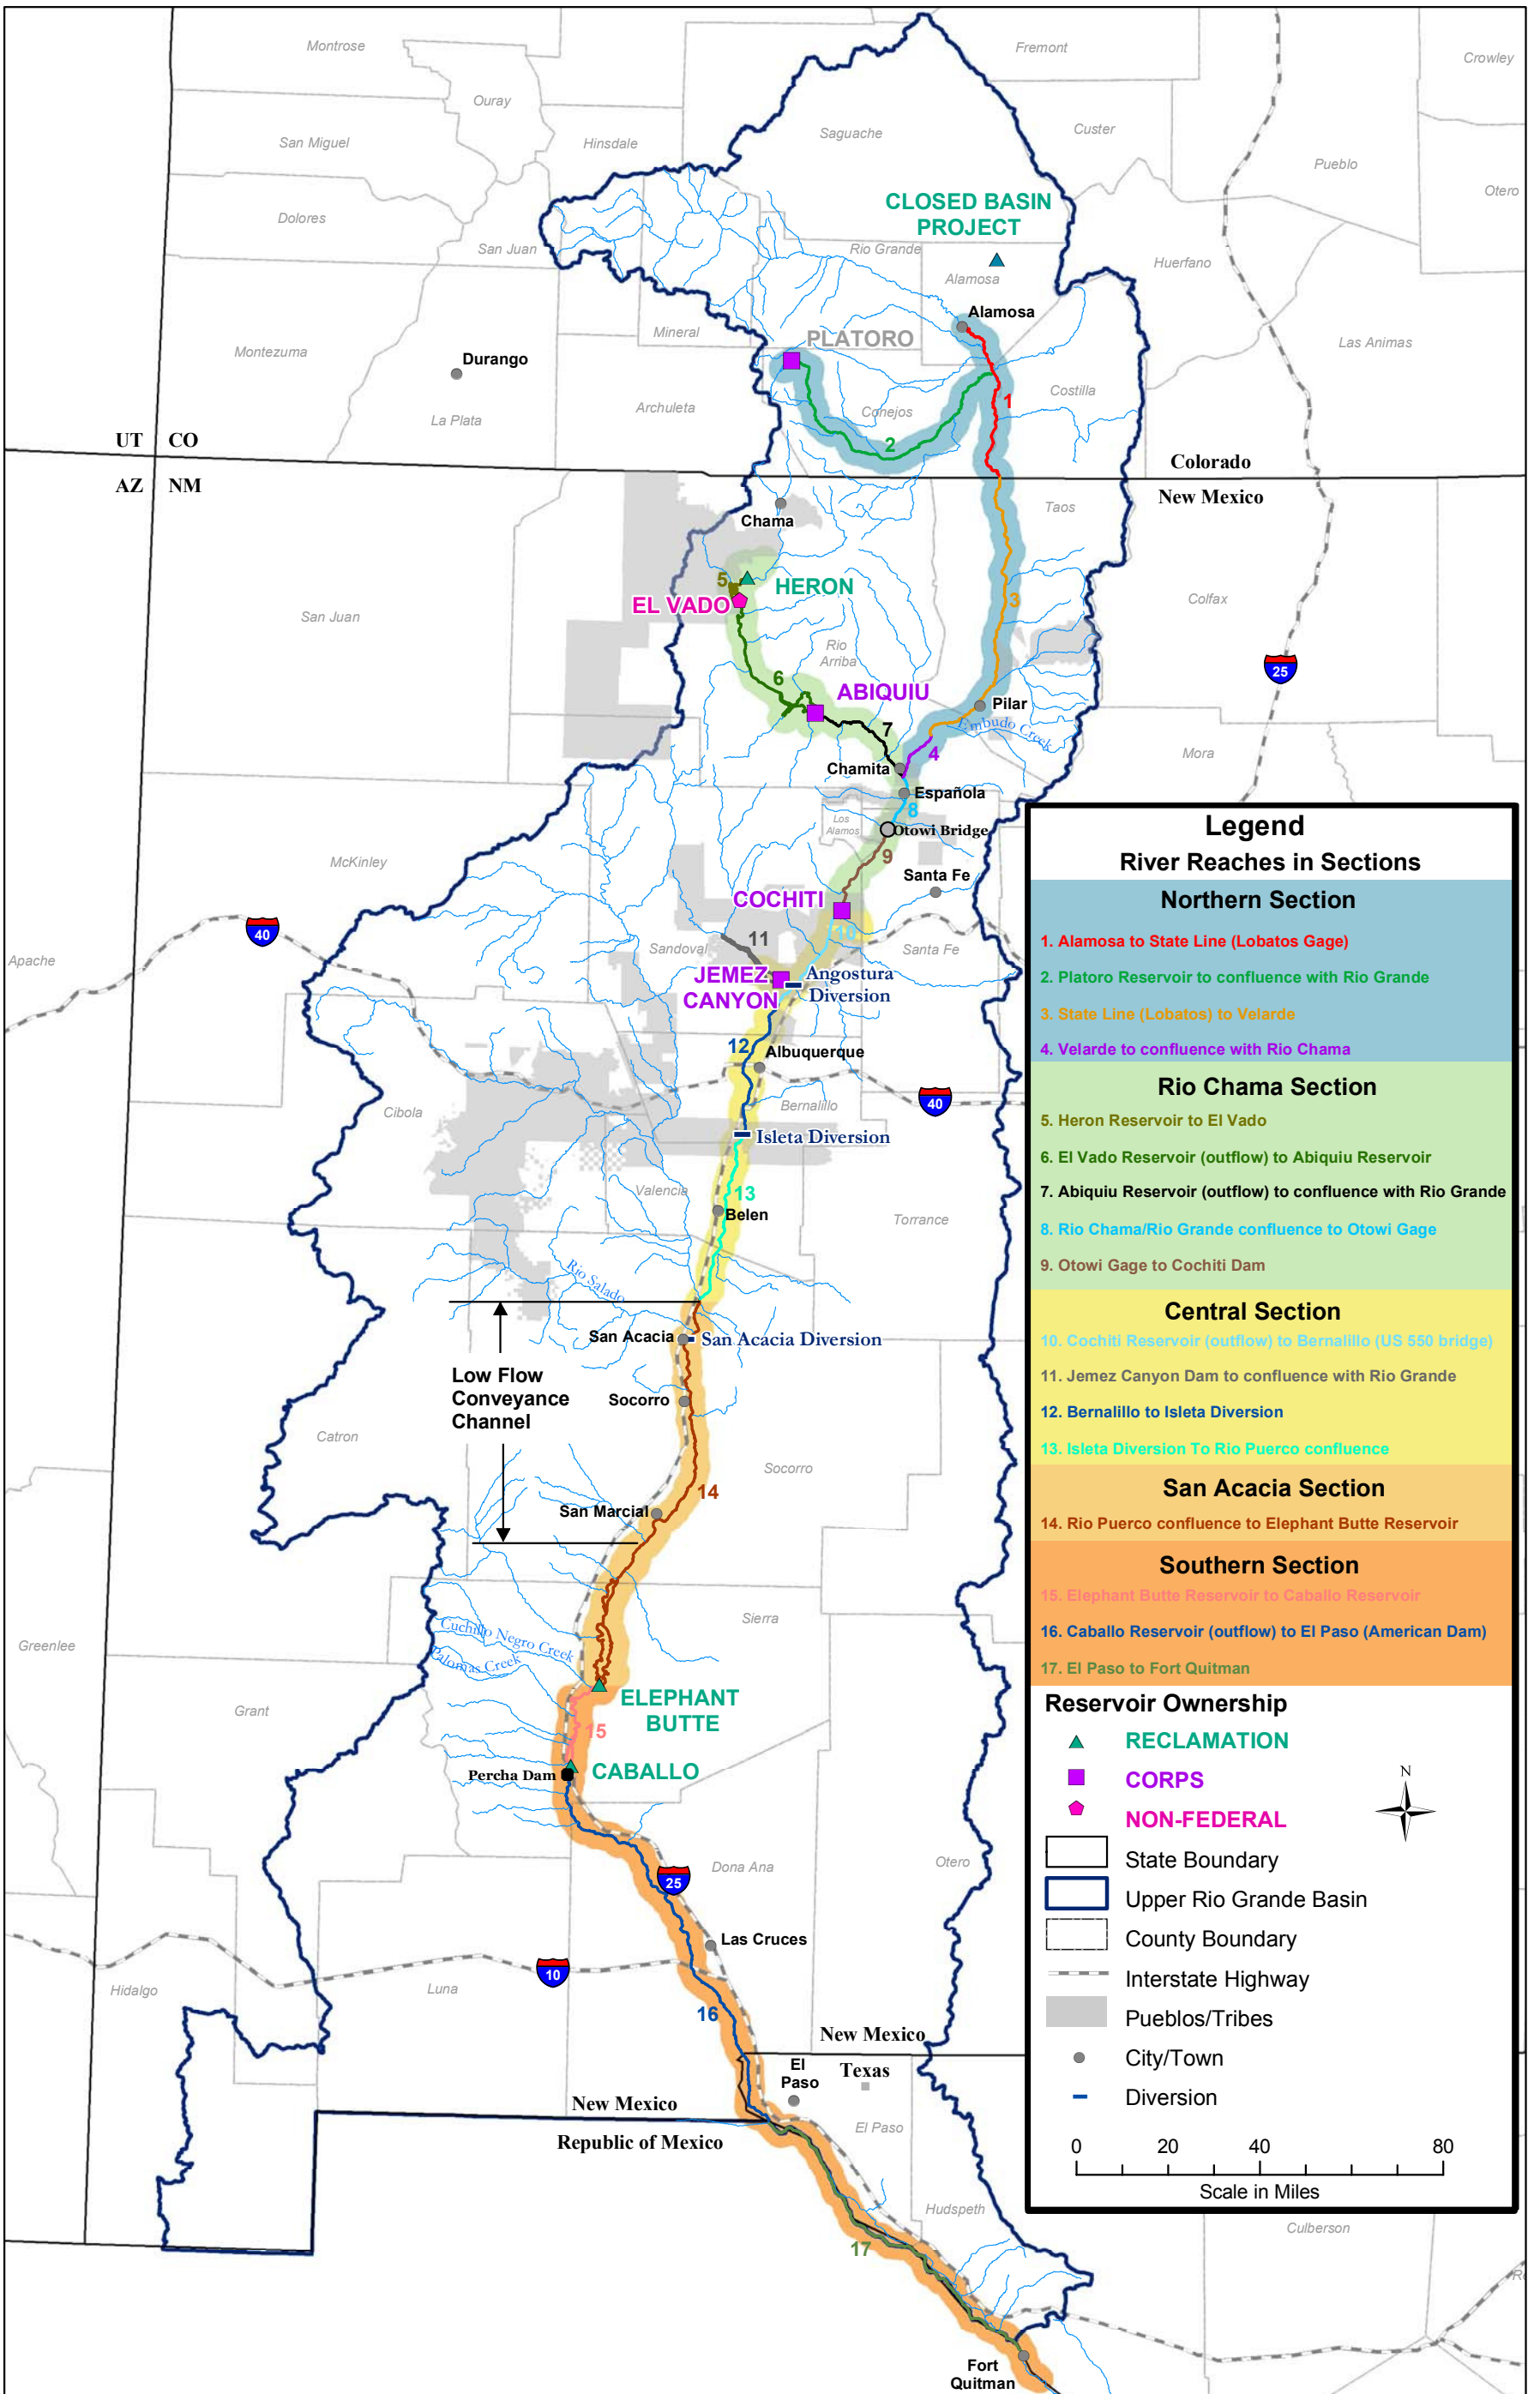 Montrose
Fremont
Crowley
Ouray
Saguache
Custer
San Miguel
Hinsdale
Pueblo
Otero
Dolores
CLOSED BASIN
PROJECT
San Juan
Rio Grande
Huerfano
Alamosa
Alamosa
Mineral
PLATORO
Montezuma
Las Animas
Durango
Costilla
1
Archuleta
Conejos
La Plata
2
UT
CO
Colorado
AZ
NM
New Mexico
Taos
Chama
5
HERON
EL VADO
3
Colfax
San Juan
Rio
Arriba
25
6
ABIQUIU
Pilar
7
Embudo Creek
4
Mora
Chamita
Española
8
Los
Alamos
Otowi Bridge
9
McKinley
Santa Fe
COCHITI
40
10
11
Sandoval
Santa Fe
Apache
JEMEZ
CANYON
Angostura
Diversion
12
Albuquerque
Cibola
Bernalillo
40
Isleta Diversion
Valencia
13
Belen
Torrance
Rio Salado
San Acacia
San Acacia Diversion
Low Flow
Conveyance
Channel
Socorro
Catron
Socorro
14
San Marcial
Cuchillo Negro Creek
Sierra
Palomas Creek
Greenlee
ELEPHANT
BUTTE
Grant
15
Percha Dam
CABALLO
Dona Ana
Otero
25
Las Cruces
10
Hidalgo
Luna
16
New Mexico
El
Paso
Texas
New Mexico
Republic of Mexico
El Paso
Hudspeth
17
Culberson
Fort
Quitman
Legend
River Reaches in Sections
Northern Section
1. Alamosa to State Line (Lobatos Gage)
2. Platoro Reservoir to confluence with Rio Grande
3. State Line (Lobatos) to Velarde
4. Velarde to confluence with Rio Chama
Rio Chama Section
5. Heron Reservoir to El Vado
6. El Vado Reservoir (outflow) to Abiquiu Reservoir
7. Abiquiu Reservoir (outflow) to confluence with Rio Grande
8. Rio Chama/Rio Grande confluence to Otowi Gage
9. Otowi Gage to Cochiti Dam
Central Section
10. Cochiti Reservoir (outflow) to Bernalillo (US 550 bridge)
11. Jemez Canyon Dam to confluence with Rio Grande
12. Bernalillo to Isleta Diversion
13. Isleta Diversion To Rio Puerco confluence
San Acacia Section
14. Rio Puerco confluence to Elephant Butte Reservoir
Southern Section
15. Elephant Butte Reservoir to Caballo Reservoir
16. Caballo Reservoir (outflow) to El Paso (American Dam)
17. El Paso to Fort Quitman
Reservoir Ownership
RECLAMATION
CORPS
NON-FEDERAL
N
State Boundary
Upper Rio Grande Basin
County Boundary
Interstate Highway
Pueblos/Tribes
City/Town
Diversion
0 20 40 80
Scale in Miles